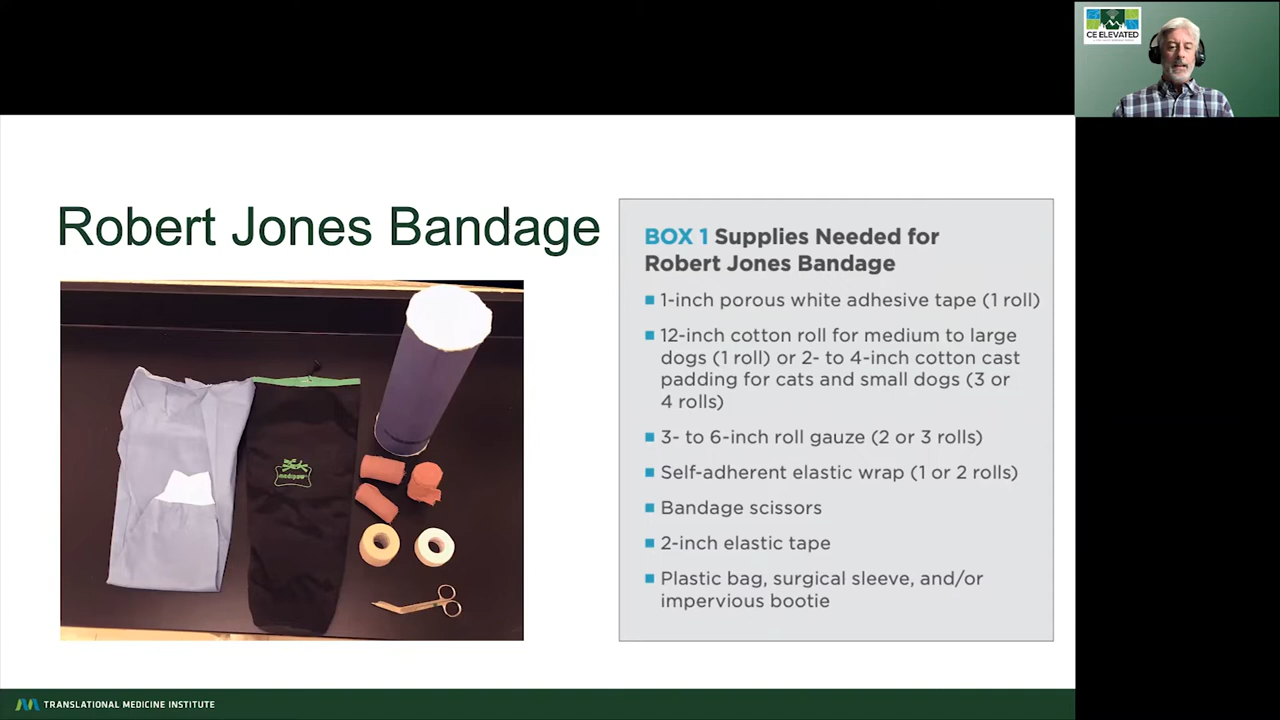 CE ELEVATED
Robert Jones Bandage
BOX 1 Supplies Needed for
Robert Jones Bandage
1-inch porous white adhesive tape (1 roll)
12-inch cotton roll for medium to large
dogs (1 roll) or 2- to 4-inch cotton cast
padding for cats and small dogs (3 or
4 rolls)
3- to 6-inch roll gauze (2 or 3 rolls)
Self-adherent elastic wrap (1 or 2 rolls)
Bandage scissors
2-inch elastic tape
Plastic bag, surgical sleeve, and/or
impervious bootie
TRANSLATIONAL MEDICINE INSTITUTE